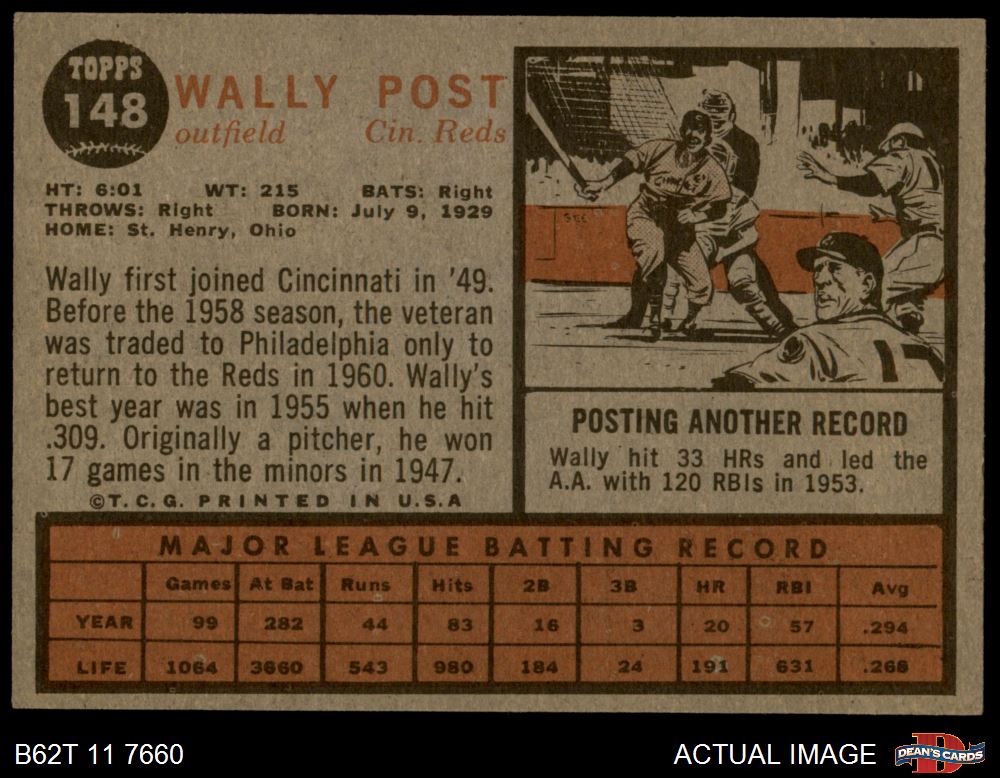 TOPPS
148
WALLY POST
outfield Cin. Reds
HT: 6:01 WT: 215 BATS: Right
THROWS: Right BORN: July 9, 1929
HOME: St. Henry, Ohio
Wally first joined Cincinnati in '49.
Before the 1958 season, the veteran
was traded to Philadelphia only to
return to the Reds in 1960. Wally's
best year was in 1955 when he hit
.309. Originally a pitcher, he won
17 games in the minors in 1947.
©T.C.G. PRINTED IN U.S.A
17
POSTING ANOTHER RECORD
Wally hit 33 HRs and led the
A.A. with 120 RBIs in 1953.
MAJOR LEAGUE BATTING RECORD
Games At Bat Runs Hits 2B 3B HR RBI Avg
YEAR 99 282 44 83 16 3 20 57 .294
LIFE 1064 3660 543 980 184 24 191 631 .268
B62T 11 7660
ACTUAL IMAGE
DEAN'S CARDS